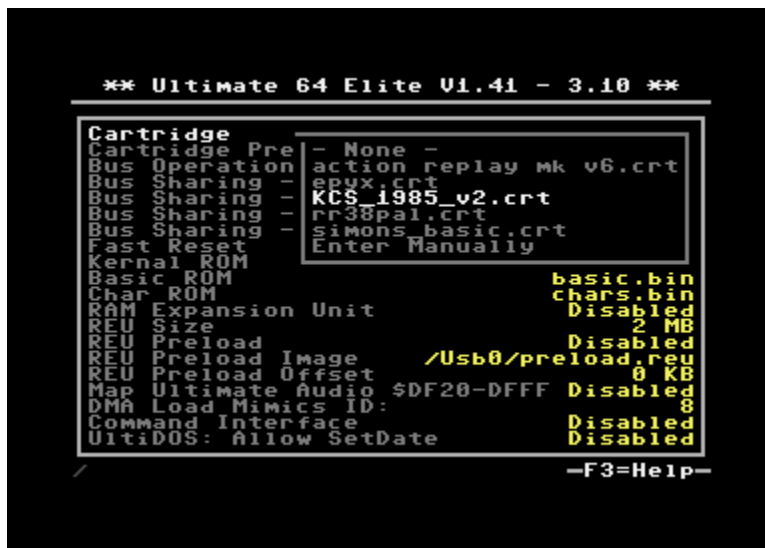 ** Ultimate 64 Elite V1.41 - 3.10 **
Cartridge
Cartridge Pre
- None -
Bus Operation
action replay mk v6.crt
Bus Sharing -
epyx.crt
Bus Sharing -
KCS_1985_v2.crt
Bus Sharing -
rr38pal.crt
Bus Sharing -
simons_basic.crt
Fast Reset
Enter Manually
Kernal ROM
Basic ROM basic.bin
Char ROM chars.bin
RAM Expansion Unit Disabled
REU Size 2 MB
REU Preload Disabled
REU Preload Image /Usb0/preload.reu
REU Preload Offset 0 KB
Map Ultimate Audio $DF20-DFFF Disabled
DMA Load Mimics ID: 8
Command Interface Disabled
UltiDOS: Allow SetDate Disabled
/ -F3=Help-